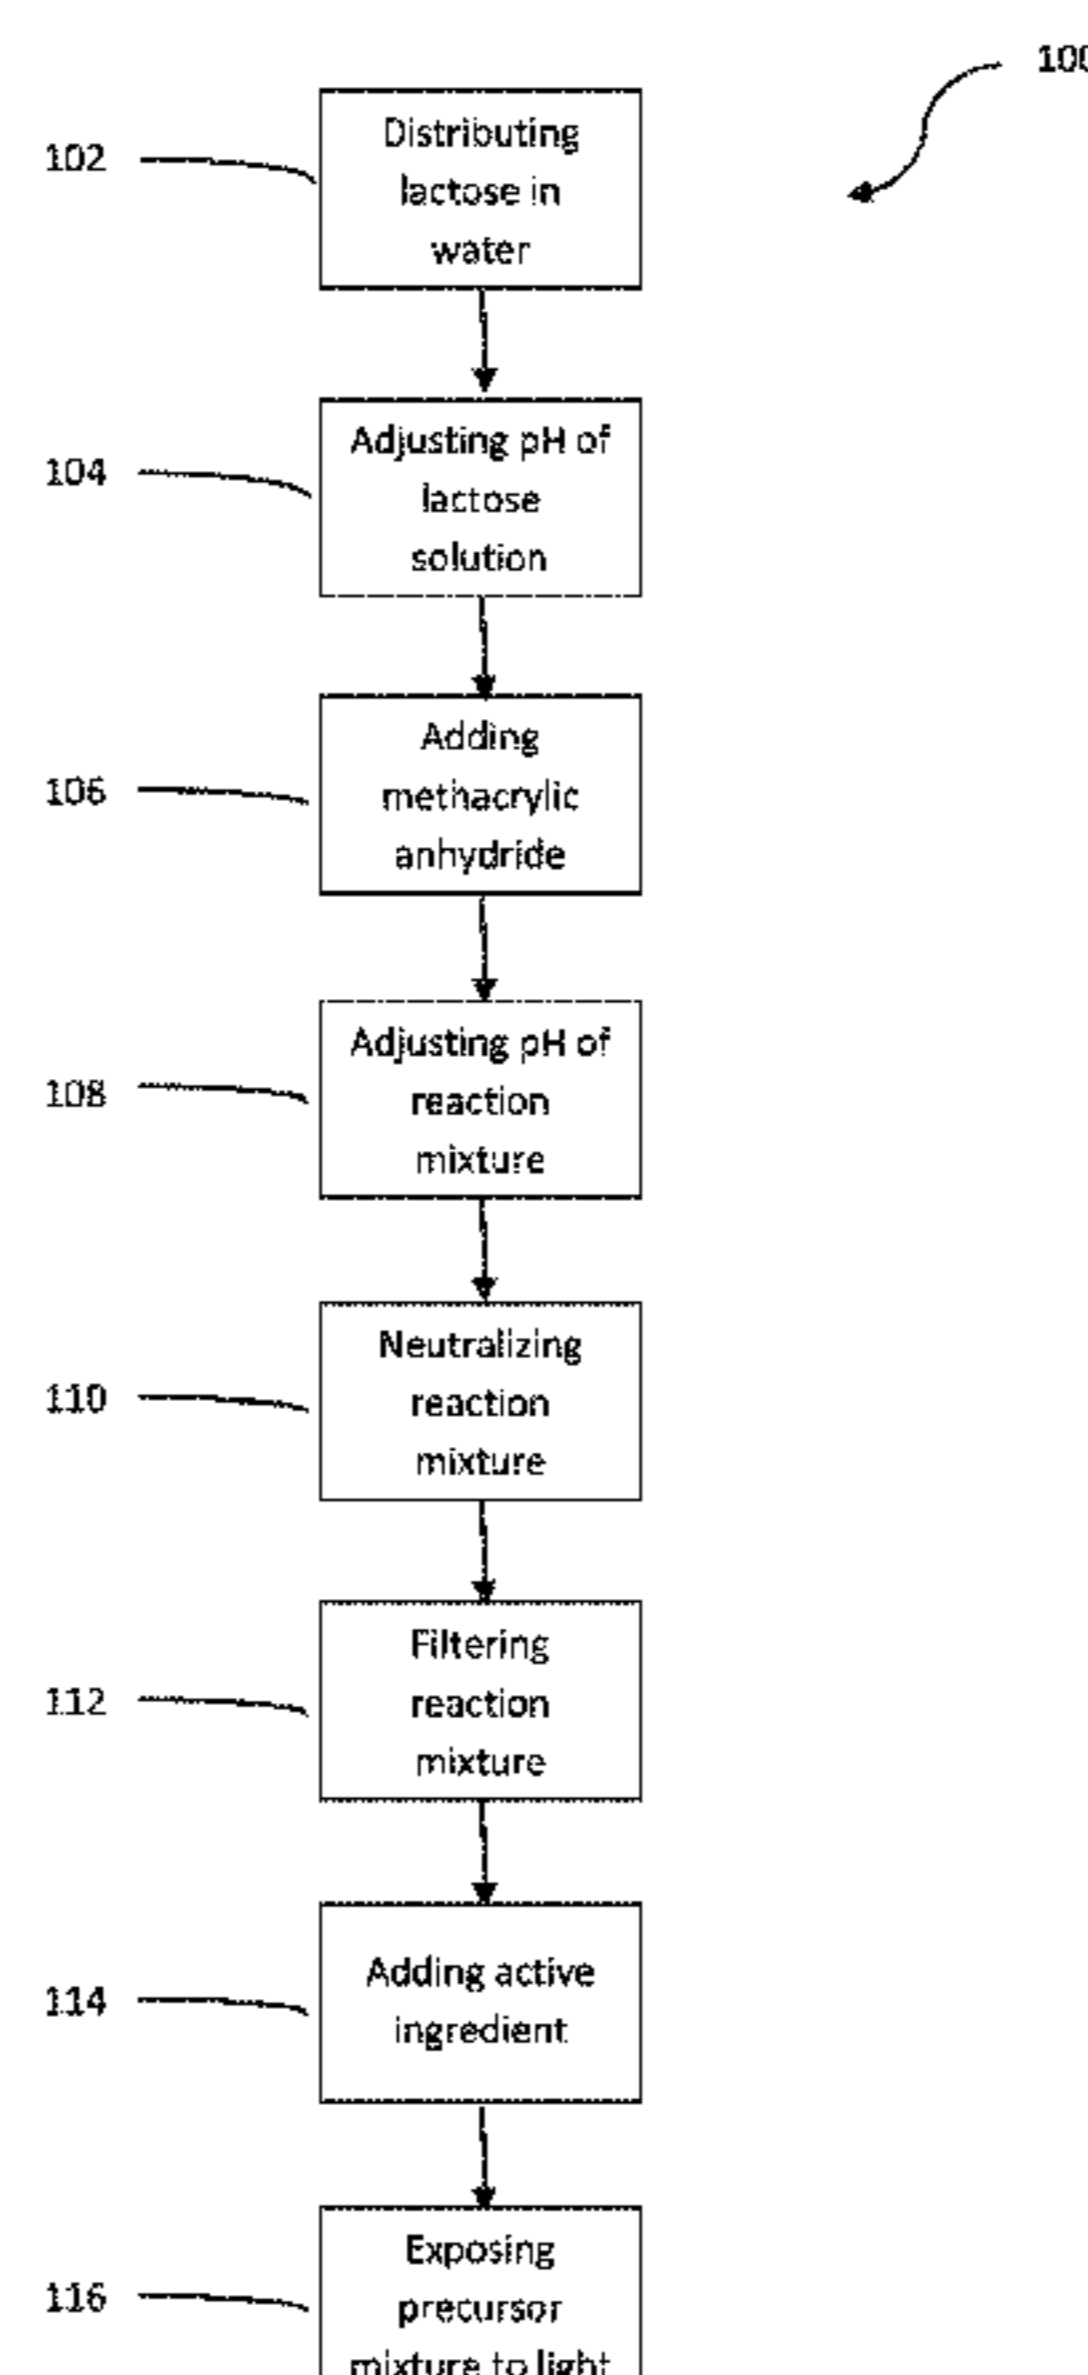 100
102
Distributing
lactose in
water
104
Adjusting pH of
lactose
solution
106
Adding
methacrylic
anhydride
108
Adjusting pH of
reaction
mixture
110
Neutralizing
reaction
mixture
112
Filtering
reaction
mixture
114
Adding active
ingredient
116
Exposing
precursor
mixture to light